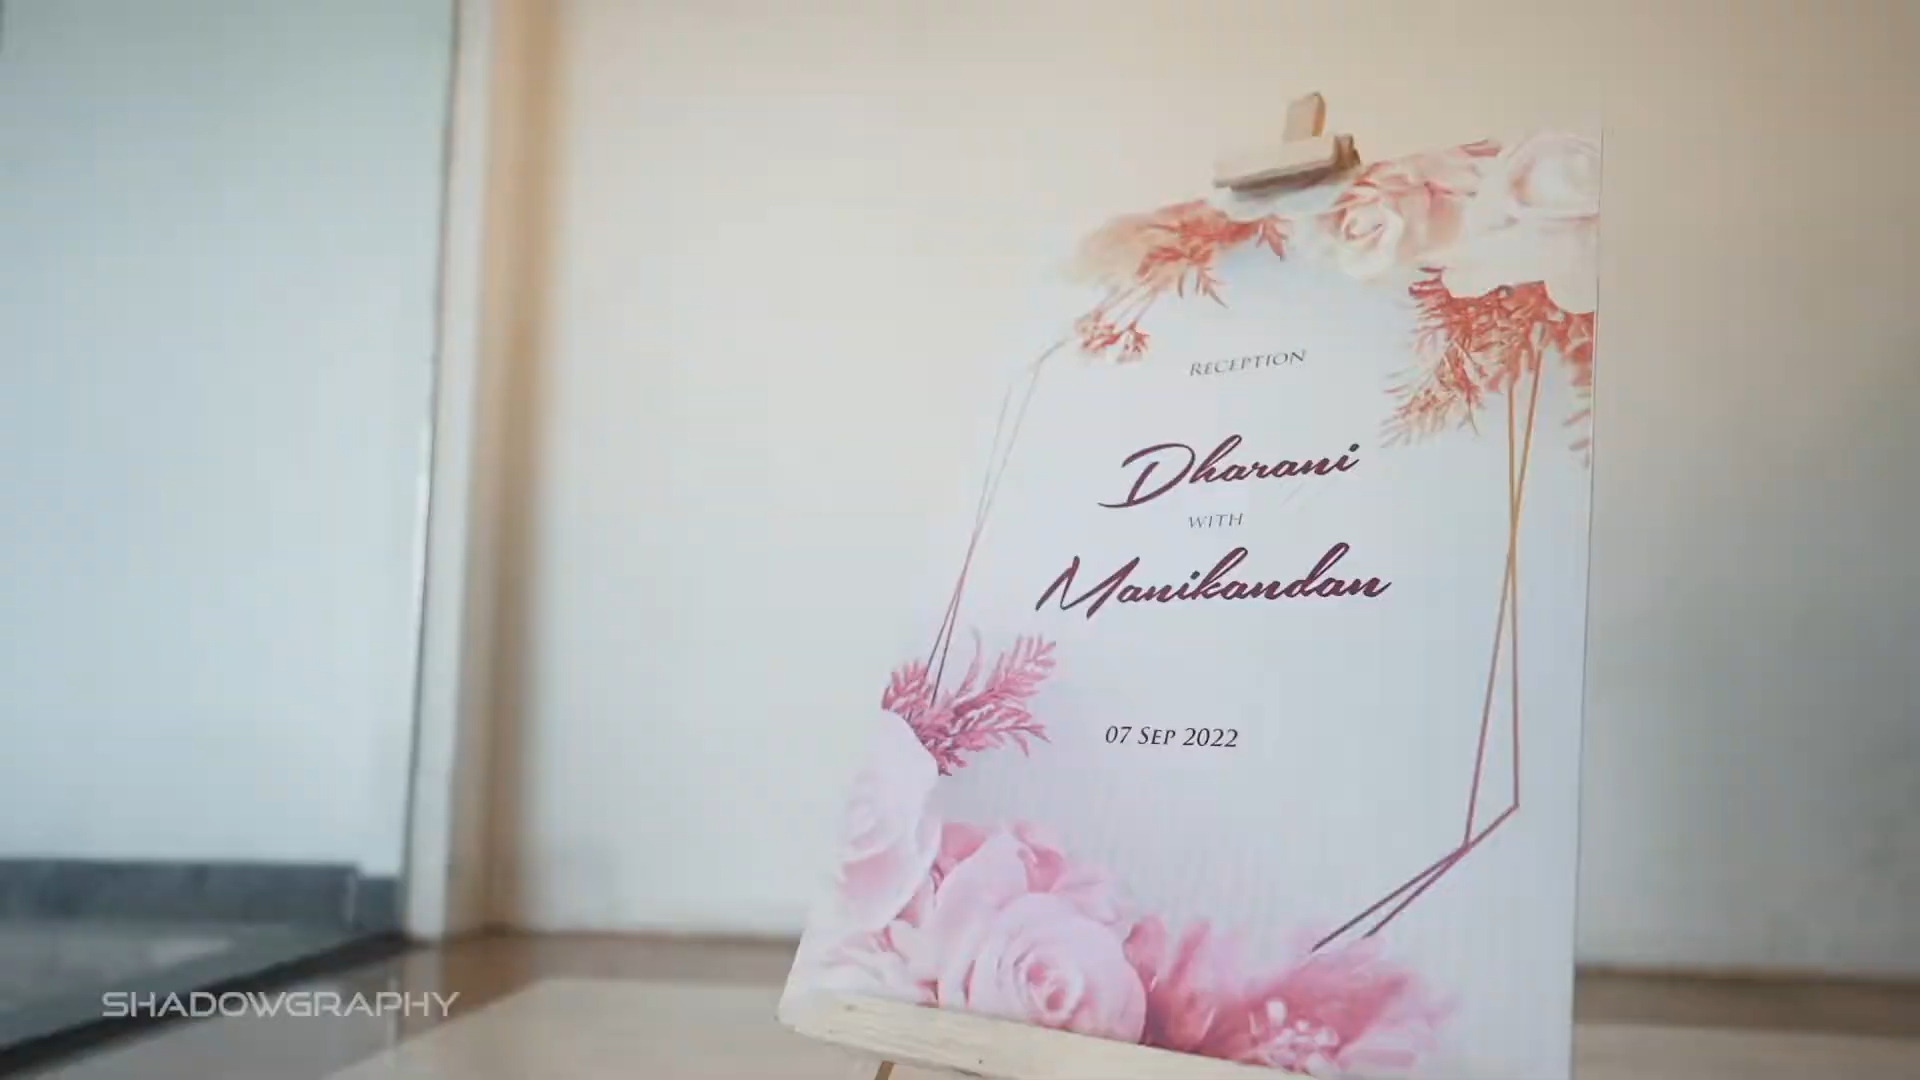 RECEPTION
Dharani
WITH
Manikandan
07 SEP 2022
SHADOWGRAPHY